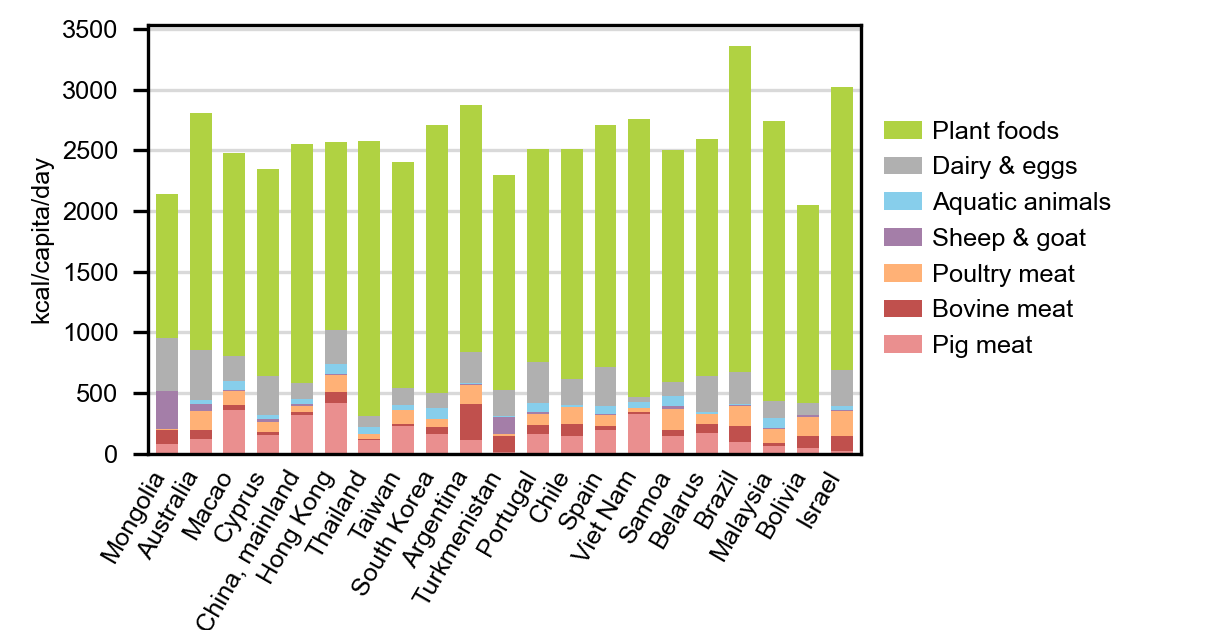 3500
3000
2500
2000
1500
1000
500
0
kcal/capita/day
Mongolia
Australia
Macao
Cyprus
China, mainland
Hong Kong
Thailand
Taiwan
South Korea
Argentina
Turkmenistan
Portugal
Chile
Spain
Viet Nam
Samoa
Belarus
Brazil
Malaysia
Bolivia
Israel
Plant foods
Dairy & eggs
Aquatic animals
Sheep & goat
Poultry meat
Bovine meat
Pig meat